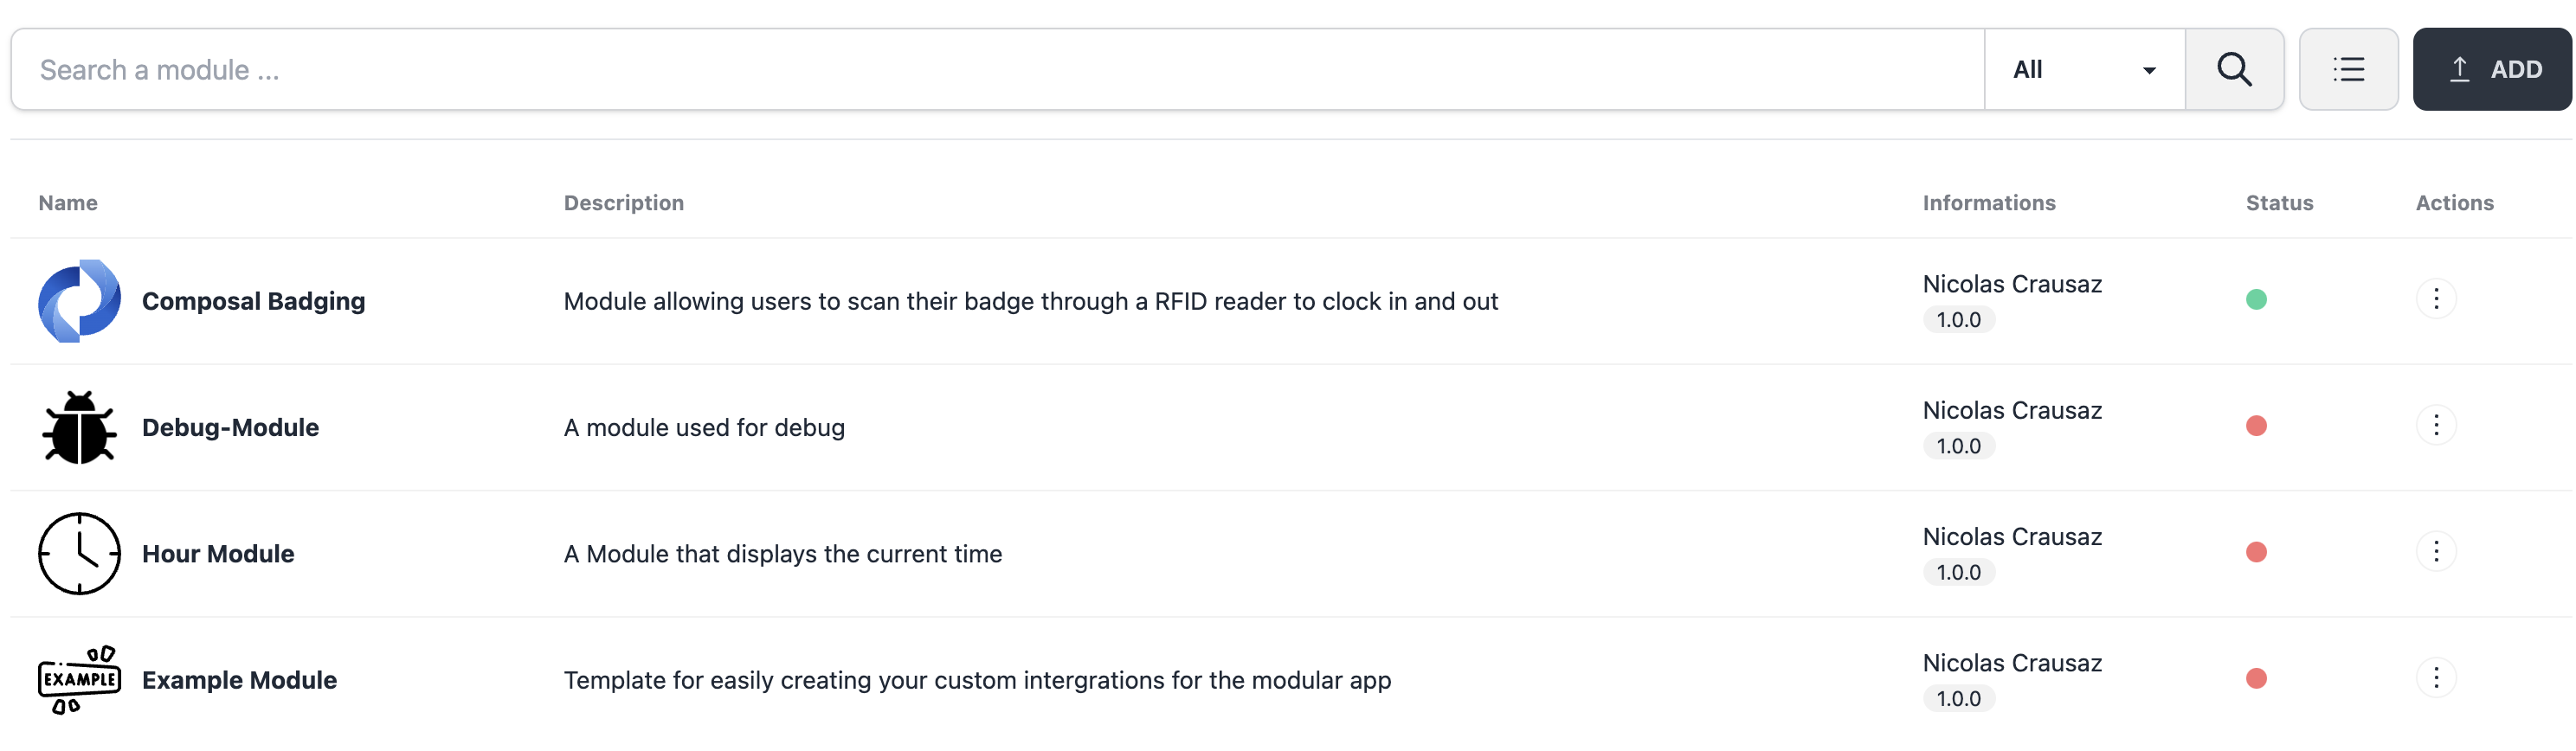 Search a module ...
All
ADD
Name Description Informations Status Actions
Composal Badging Module allowing users to scan their badge through a RFID reader to clock in and out Nicolas Crausaz
1.0.0
Debug-Module A module used for debug Nicolas Crausaz
1.0.0
Hour Module A Module that displays the current time Nicolas Crausaz
1.0.0
EXAMPLE Example Module Template for easily creating your custom intergrations for the modular app Nicolas Crausaz
1.0.0